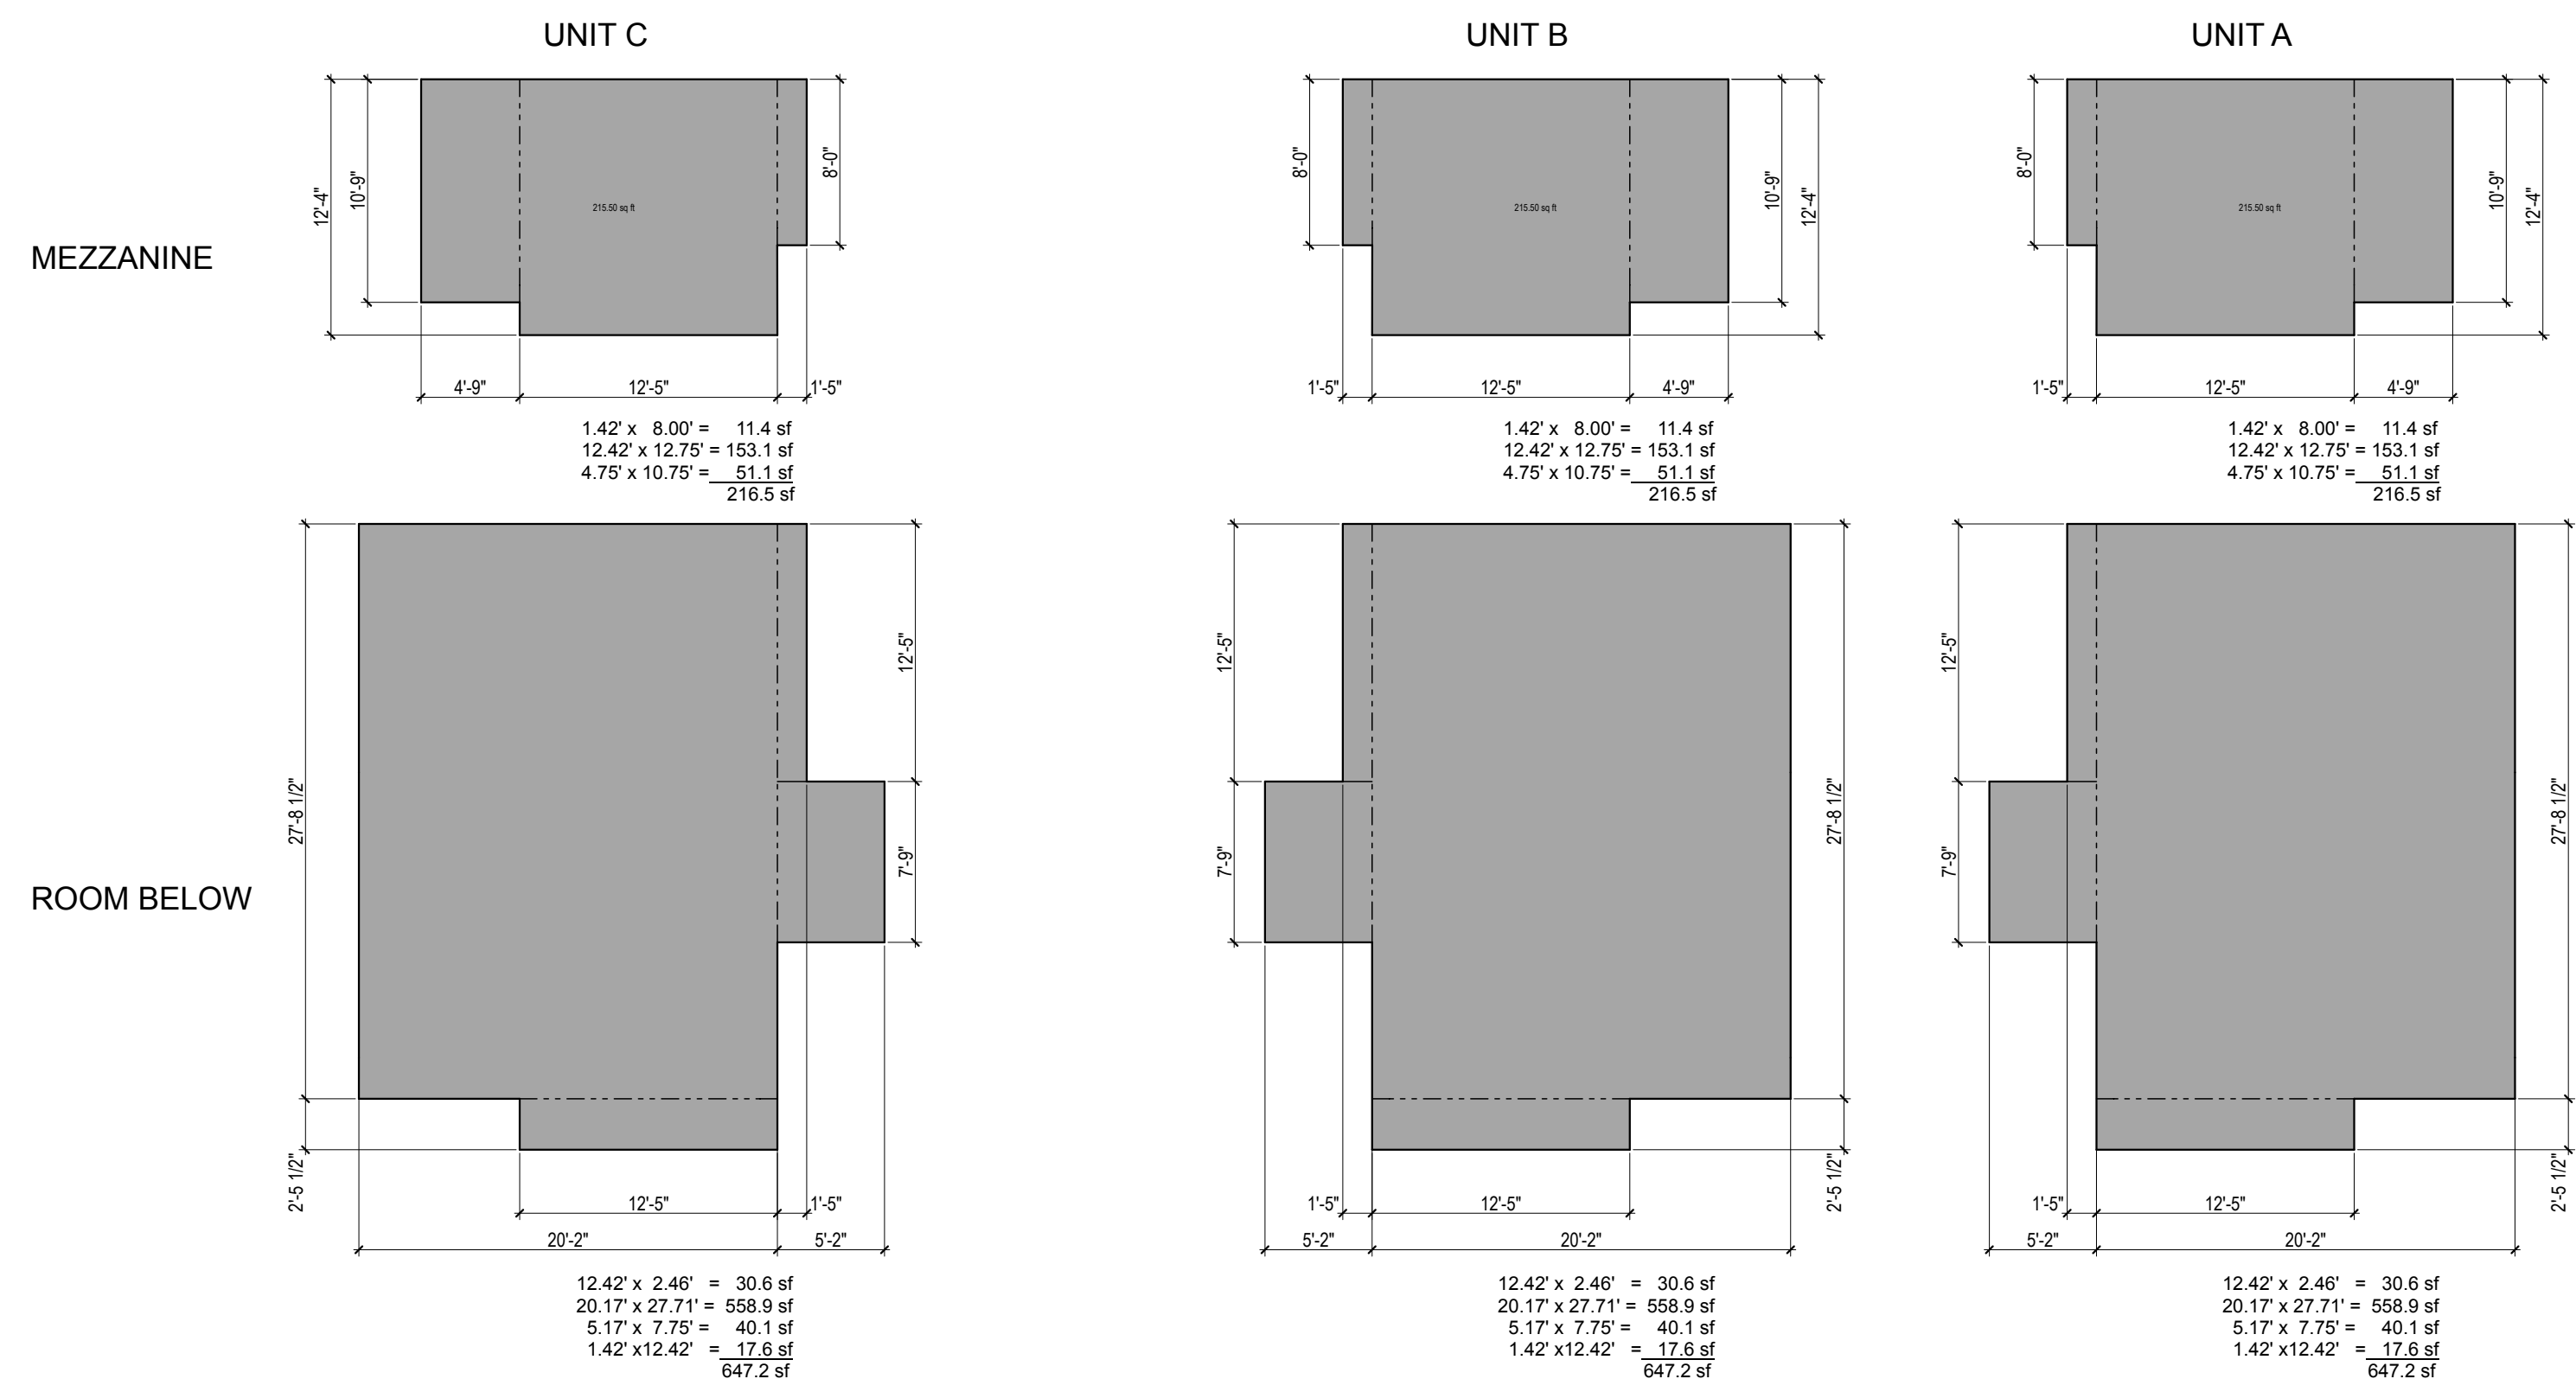 UNIT C
UNIT B
UNIT A
MEZZANINE
12'-4"
10'-9"
215.50 sq ft
8'-0"
4'-9"
12'-5"
1'-5"
1.42' x 8.00' = 11.4 sf
12.42' x 12.75' = 153.1 sf
4.75' x 10.75' = 51.1 sf
216.5 sf
8'-0"
215.50 sq ft
10'-9"
12'-4"
1'-5"
12'-5"
4'-9"
1.42' x 8.00' = 11.4 sf
12.42' x 12.75' = 153.1 sf
4.75' x 10.75' = 51.1 sf
216.5 sf
8'-0"
215.50 sq ft
10'-9"
12'-4"
1'-5"
12'-5"
4'-9"
1.42' x 8.00' = 11.4 sf
12.42' x 12.75' = 153.1 sf
4.75' x 10.75' = 51.1 sf
216.5 sf
ROOM BELOW
27'-8 1/2"
2'-5 1/2"
12'-5"
7'-9"
12'-5"
1'-5"
20'-2"
5'-2"
12.42' x 2.46' = 30.6 sf
20.17' x 27.71' = 558.9 sf
5.17' x 7.75' = 40.1 sf
1.42' x12.42' = 17.6 sf
647.2 sf
12'-5"
7'-9"
27'-8 1/2"
2'-5 1/2"
1'-5"
12'-5"
5'-2"
20'-2"
12.42' x 2.46' = 30.6 sf
20.17' x 27.71' = 558.9 sf
5.17' x 7.75' = 40.1 sf
1.42' x12.42' = 17.6 sf
647.2 sf
12'-5"
7'-9"
27'-8 1/2"
2'-5 1/2"
1'-5"
12'-5"
5'-2"
20'-2"
12.42' x 2.46' = 30.6 sf
20.17' x 27.71' = 558.9 sf
5.17' x 7.75' = 40.1 sf
1.42' x12.42' = 17.6 sf
647.2 sf